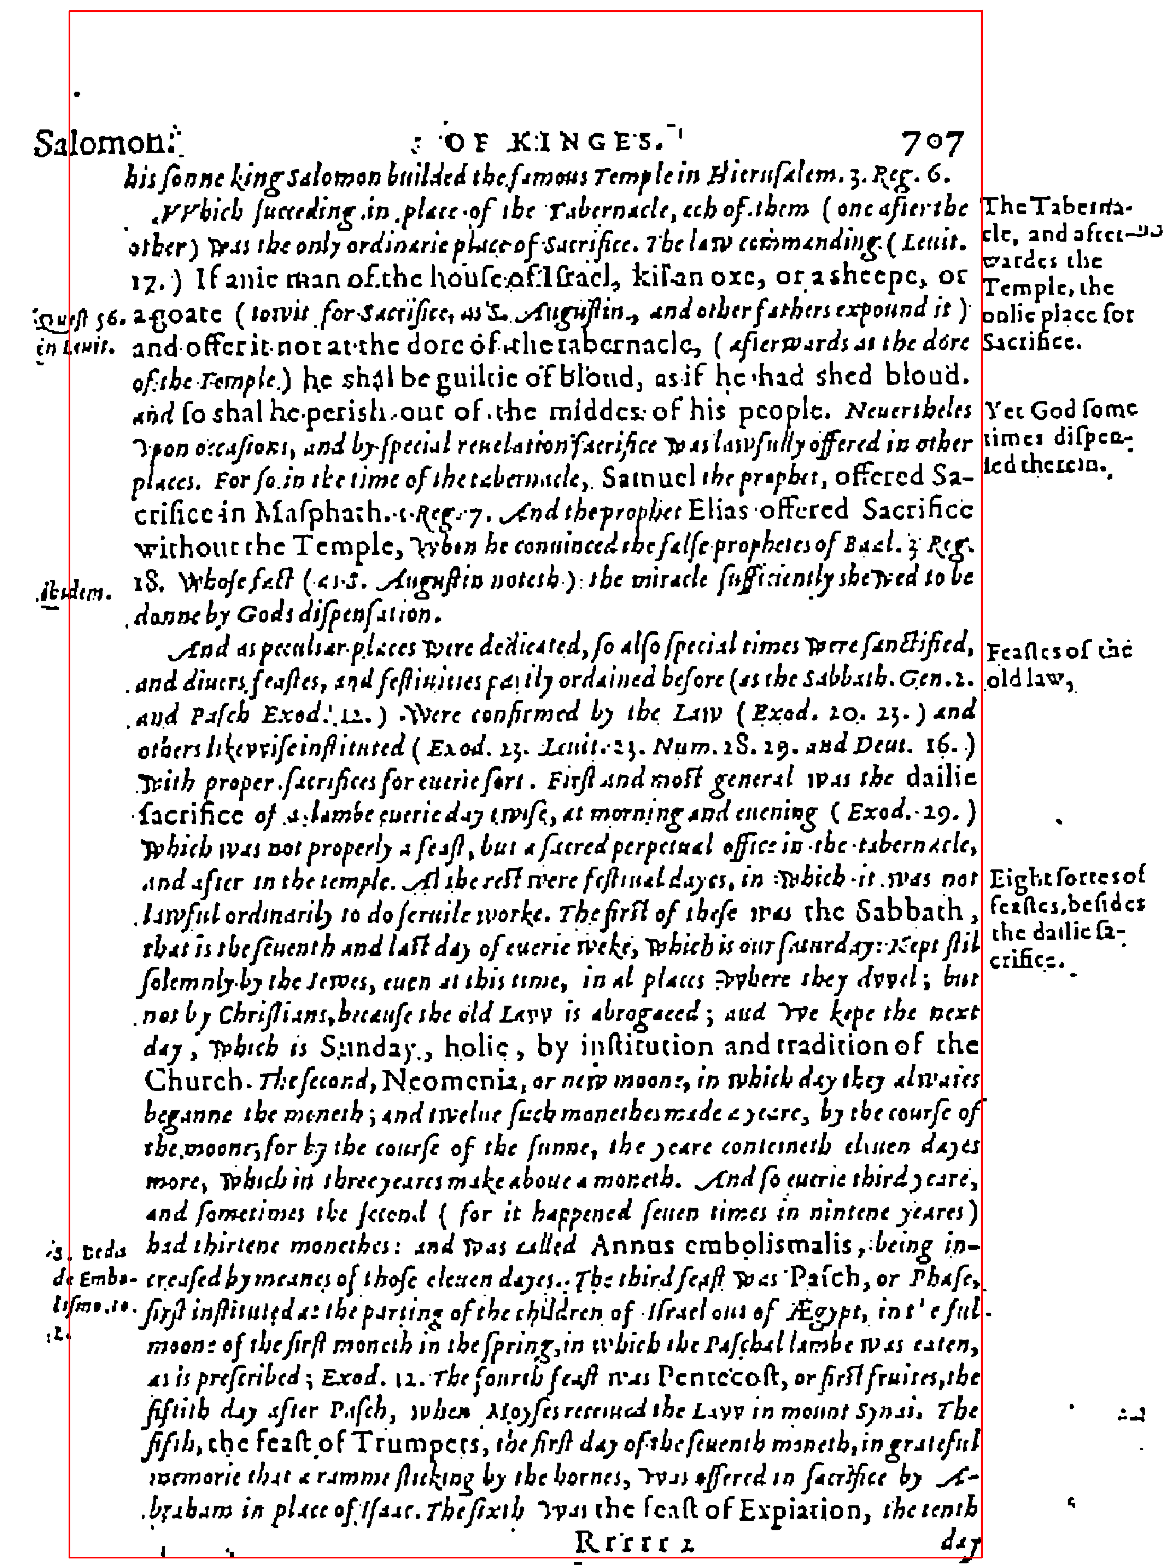 Salomon. OF KINGES. 707
his ſonne king Salomon builded the famous Temple in Hieruſalem. 3. Reg. 6.
VVhich ſucceding in place of the Tabernacle, ech of them (one after the
other) was the only ordinarie place of Sacrifice. The law commanding (Leuit.
17.) If anie man of the houſe of Iſrael, kil an oxe, or a sheepe, or
a goate (towit for Sacrifice, as S. Auguſtin, and other fathers expound it)
and offer it not at the dore of the tabernacle, (afterwards at the dore
of the Temple.) he shal be guiltie of bloud, as if he had shed bloud.
and ſo shal he perish out of the middes of his people. Neuertheles
vpon occaſions, and by ſpecial reuelation ſacrifice was lawfully offered in other
places. For ſo in the time of the tabernacle, Samuel the prophet, offered Sa-
crifice in Maſphath. 1. Reg. 7. And the prophet Elias offered Sacrifice
without the Temple, when he conuinced the falſe prophetes of Baal. 3 Reg.
18. Whoſe fact (as S. Auguſtin noteth) the miracle ſufficiently shewed to be
donne by Gods diſpenſation.
And as peculiar places were dedicated, ſo alſo ſpecial times were ſanctified,
and diuers feaſtes, and feſtiuities partly ordained before (as the Sabbath. Gen. 2.
and Paſch Exod. 12.) were confirmed by the Law (Exod. 20. 23.) and
others likevviſe inſtituted (Exod. 23. Leuit. 23. Num. 28. 29. and Deut. 16.)
with proper ſacrifices for euerie ſort. Firſt and moſt general was the dailie
ſacrifice of a lambe euerie day twiſe, at morning and euening (Exod. 29.)
which was not properly a feaſt, but a ſacred perpetual office in the tabernacle,
and after in the temple. Al the reſt were feſtiual dayes, in which it was not
lawful ordinarily to do ſeruile worke. The firſt of theſe was the Sabbath,
that is the ſeuenth and laſt day of euerie weke, which is our ſaturday: Kept ſtil
ſolemnly by the Iewes, euen at this time, in al places vvhere they dvvel; but
not by Chriſtians, becauſe the old Lavv is abrogated; and we kepe the next
day, which is Sunday, holie, by inſtitution and tradition of the
Church. The ſecond, Neomenia, or new moone, in which day they alwaies
beganne the moneth; and twelue ſuch monethes made a yeare, by the courſe of
the moone, for by the courſe of the ſunne, the yeare conteineth eleuen dayes
more, which in three yeares make aboue a moneth. And ſo euerie third yeare,
and ſometimes the ſecond (for it happened ſeuen times in nintene yeares)
had thirtene monethes: and was called Annus embolismalis, being in-
creaſed by meanes of thoſe eleuen dayes. The third feaſt was Paſch, or Phaſe,
firſt inſtituted at the parting of the children of Iſrael out of Ægypt, in the ful
moone of the firſt moneth in the ſpring, in which the Paſchal lambe was eaten,
as is preſcribed; Exod. 12. The fourth feaſt was Pentecoſt, or firſt fruites, the
fiftith day after Paſch, when Moyſes receiued the Lavv in mount Synai. The
fifth, the feaſt of Trumpets, the firſt day of the ſeuenth moneth, in grateful
memorie that a ramme ſticking by the hornes, was offered in ſacrifice by A-
braham in place of Iſaac. The ſixth was the feaſt of Expiation, the tenth
Rrrrr 2 day
Queſt 56.
in Leuit.
Ibidem.
S. Beda
de Embo-
liſmo. to.
The Taberna-
cle, and after-
wardes the
Temple, the
onlie place for
Sacrifice.
Yet God ſome
times diſpen-
ſed therein.
Feaſtes of the
old law,
Eight ſortes of
feaſtes, beſides
the dailie ſa-
crifice.